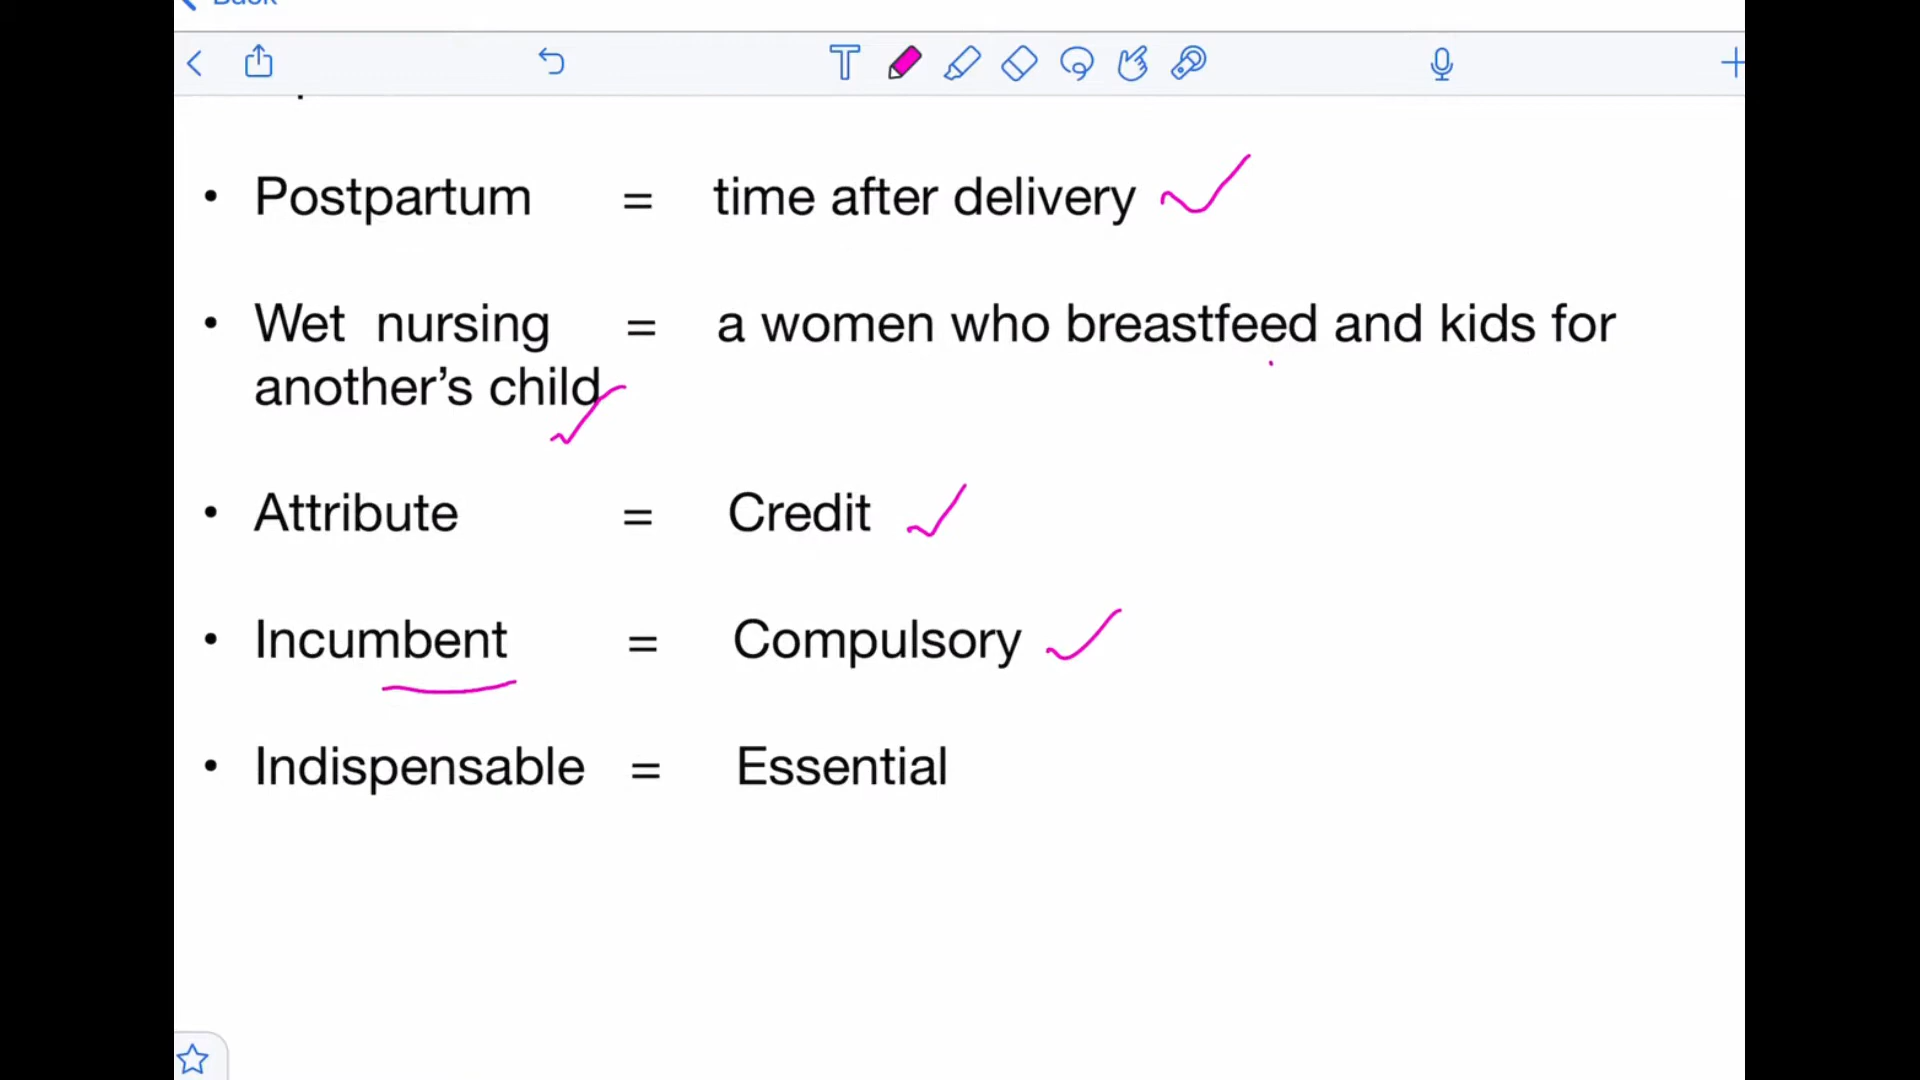 • Postpartum = time after delivery
• Wet nursing = a women who breastfeed and kids for
another’s child
• Attribute = Credit
• Incumbent = Compulsory
• Indispensable = Essential